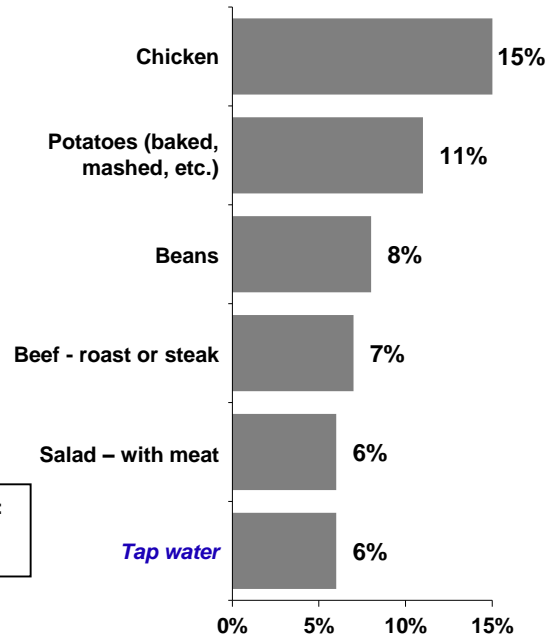 Chicken
15%
Potatoes (baked,
mashed, etc.)
11%
Beans
8%
Beef - roast or steak
7%
Salad – with meat
6%
:
Tap water
6%
0%
5%
10%
15%